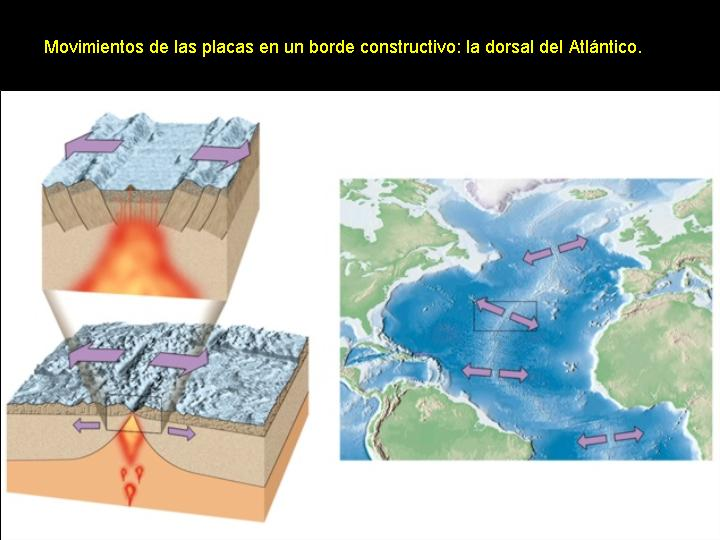 Movimientos de las placas en un borde constructivo: la dorsal del Atlántico.